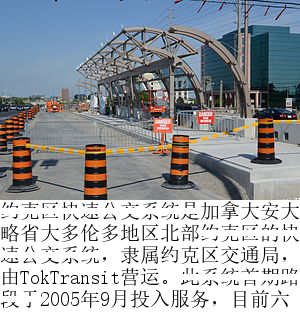 DANGER
DANGER
约克区快速公交系统是加拿大安大
略省大多伦多地区北部约克区的快
速公交系统，隶属约克区交通局，
由TokTransit营运。此系统首期路
段于2005年9月投入服务，目前六